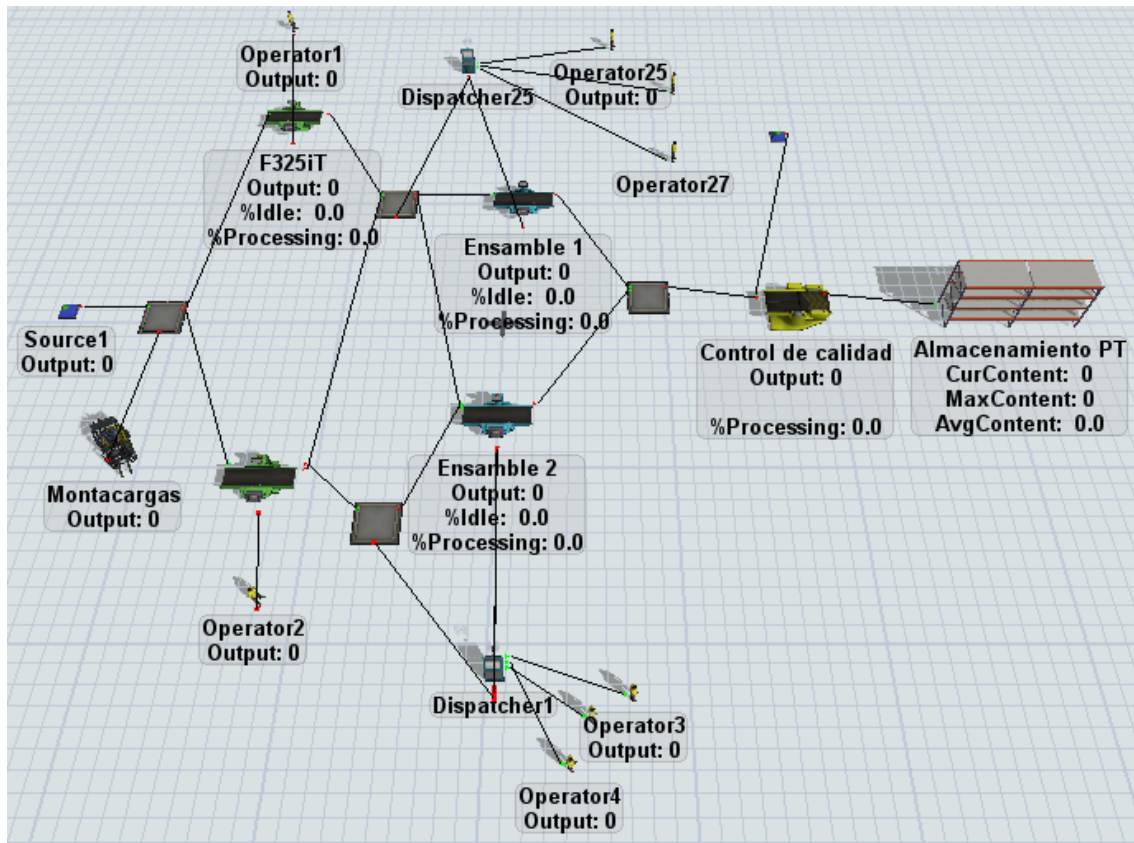 Operator1
Output: 0
Operator25
Output: 0
Dispatcher25
F325iT
Output: 0
%Idle: 0.0
%Processing: 0.0
Operator27
Ensamble 1
Output: 0
%Idle: 0.0
%Processing: 0.0
Source1
Output: 0
Control de calidad
Output: 0
%Processing: 0.0
Almacenamiento PT
CurContent: 0
MaxContent: 0
AvgContent: 0.0
Montacargas
Output: 0
Ensamble 2
Output: 0
%Idle: 0.0
%Processing: 0.0
Operator2
Output: 0
Dispatcher1
Operator3
Output: 0
Operator4
Output: 0